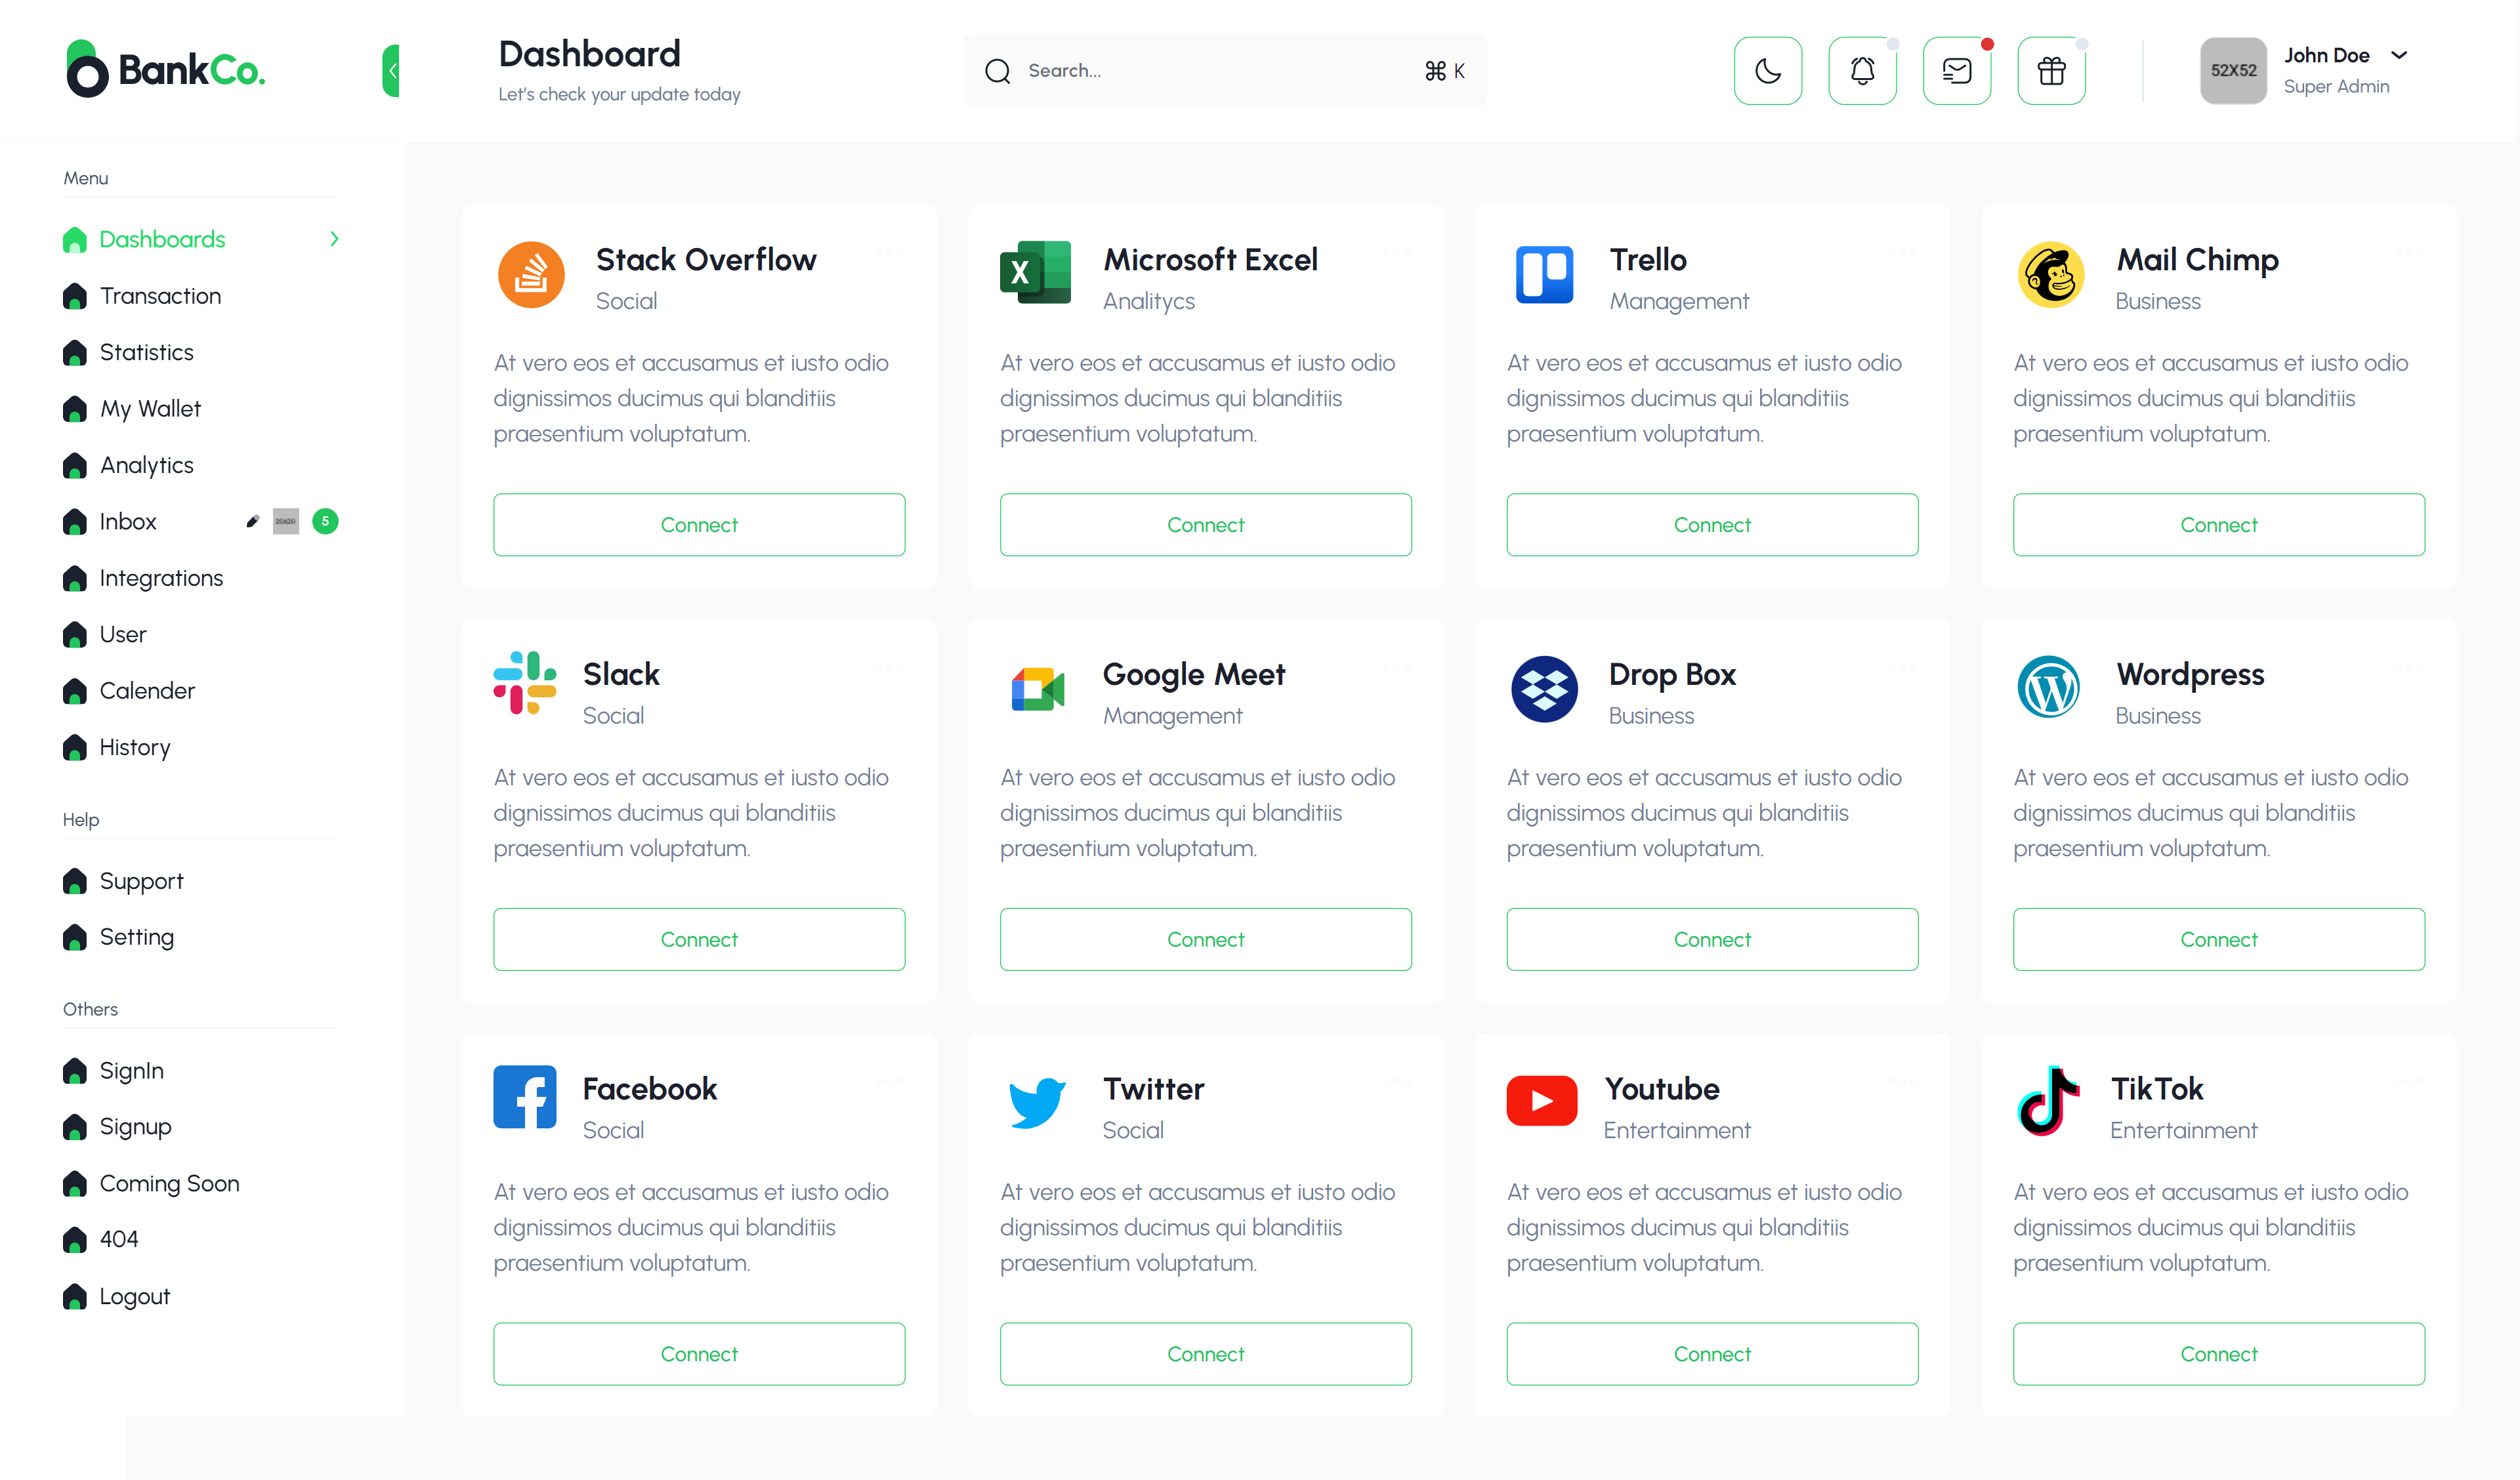 BankCo.
Dashboard
Let's check your update today
Search...
⌘ K
52X52
John Doe
Super Admin
Menu
Dashboards
Transaction
Statistics
My Wallet
Analytics
Inbox
20x20
5
Integrations
User
Calender
History
Help
Support
Setting
Others
SignIn
Signup
Coming Soon
404
Logout
Stack Overflow
Social
At vero eos et accusamus et iusto odio
dignissimos ducimus qui blanditiis
praesentium voluptatum.
Connect
Microsoft Excel
Analitycs
At vero eos et accusamus et iusto odio
dignissimos ducimus qui blanditiis
praesentium voluptatum.
Connect
Trello
Management
At vero eos et accusamus et iusto odio
dignissimos ducimus qui blanditiis
praesentium voluptatum.
Connect
Mail Chimp
Business
At vero eos et accusamus et iusto odio
dignissimos ducimus qui blanditiis
praesentium voluptatum.
Connect
Slack
Social
At vero eos et accusamus et iusto odio
dignissimos ducimus qui blanditiis
praesentium voluptatum.
Connect
Google Meet
Management
At vero eos et accusamus et iusto odio
dignissimos ducimus qui blanditiis
praesentium voluptatum.
Connect
Drop Box
Business
At vero eos et accusamus et iusto odio
dignissimos ducimus qui blanditiis
praesentium voluptatum.
Connect
Wordpress
Business
At vero eos et accusamus et iusto odio
dignissimos ducimus qui blanditiis
praesentium voluptatum.
Connect
Facebook
Social
At vero eos et accusamus et iusto odio
dignissimos ducimus qui blanditiis
praesentium voluptatum.
Connect
Twitter
Social
At vero eos et accusamus et iusto odio
dignissimos ducimus qui blanditiis
praesentium voluptatum.
Connect
Youtube
Entertainment
At vero eos et accusamus et iusto odio
dignissimos ducimus qui blanditiis
praesentium voluptatum.
Connect
TikTok
Entertainment
At vero eos et accusamus et iusto odio
dignissimos ducimus qui blanditiis
praesentium voluptatum.
Connect